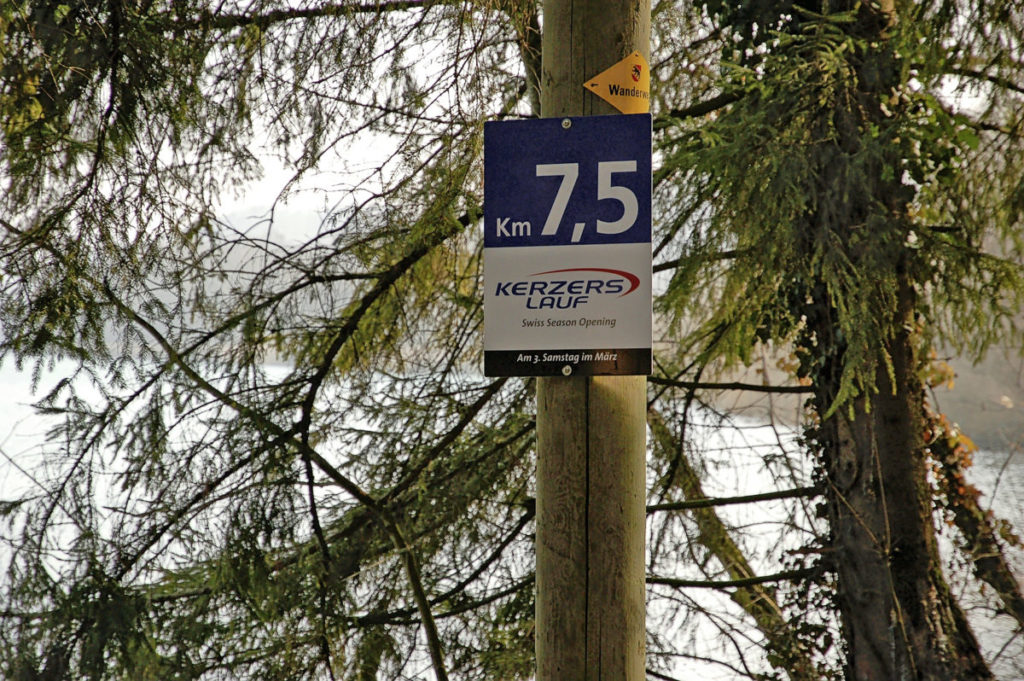 Km 7,5
KERZERS
LAUF
Swiss Season Opening
Am 3. Samstag im März